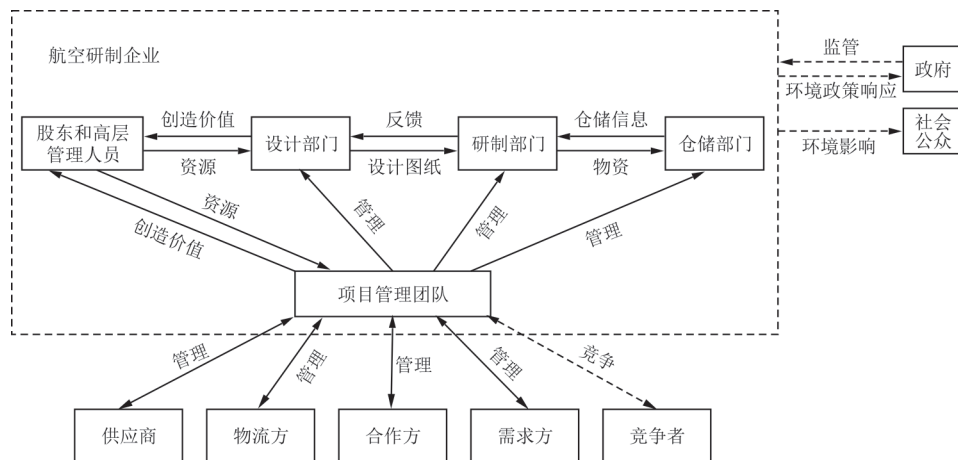 航空研制企业
监管
政府
环境政策响应
股东和高层
管理人员
创造价值
资源
设计部门
反馈
设计图纸
研制部门
仓储信息
物资
仓储部门
环境影响
社会
公众
资源
创造价值
管理
管理
管理
项目管理团队
管理
管理
管理
管理
竞争
供应商
物流方
合作方
需求方
竞争者